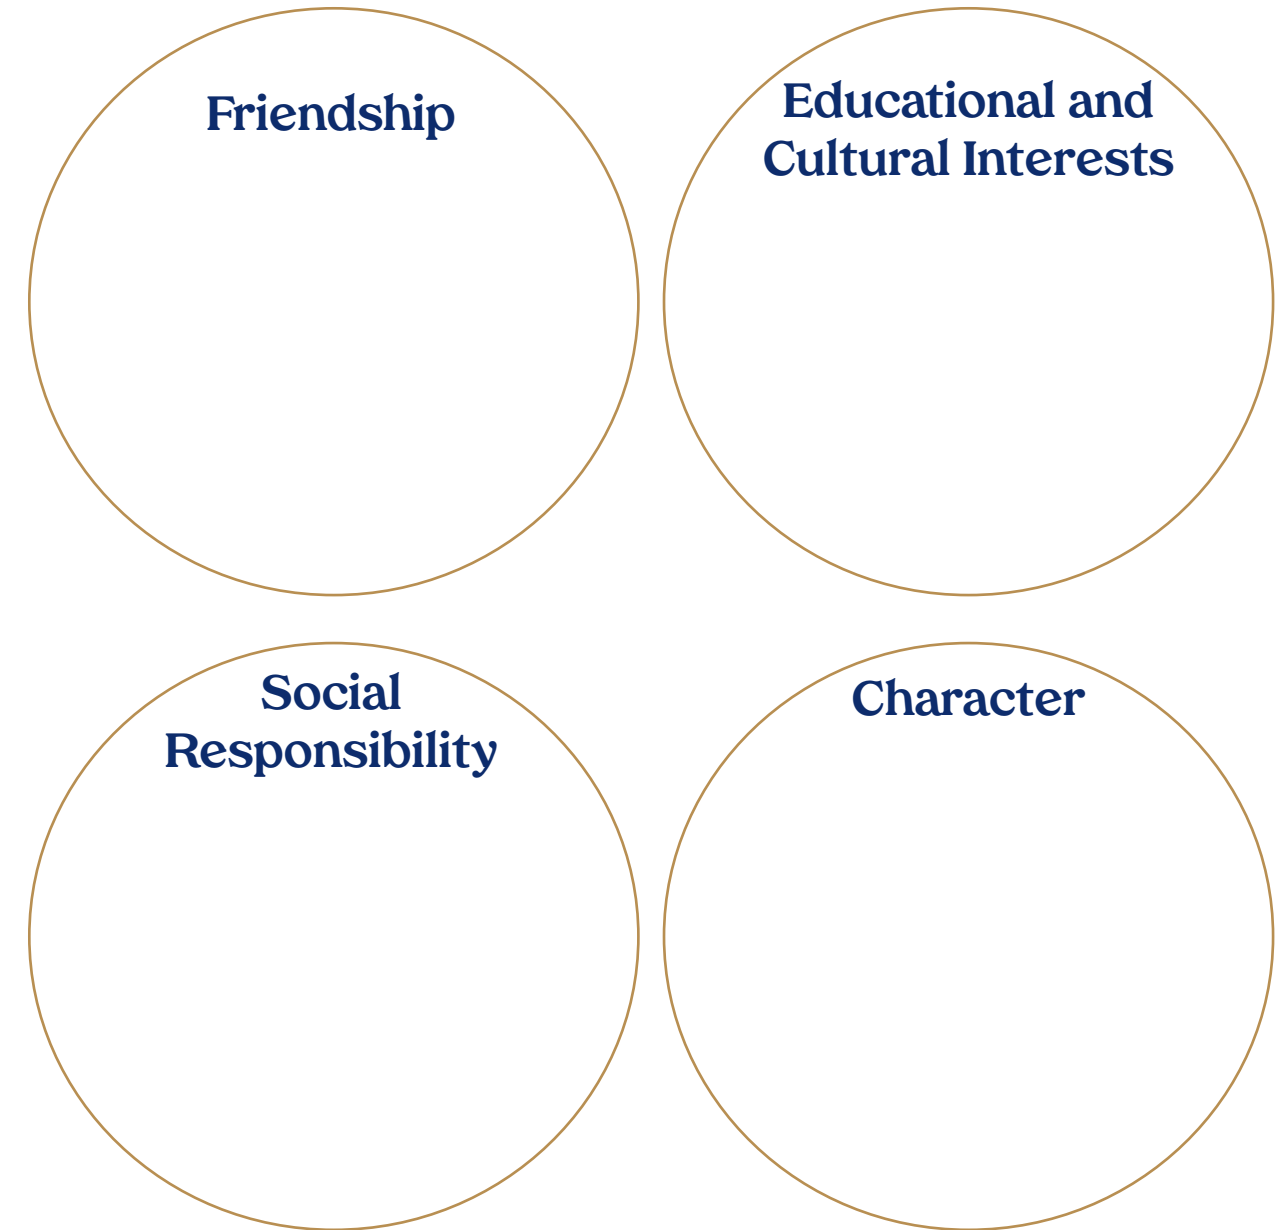 Friendship
Educational and
Cultural Interests
Social
Responsibility
Character